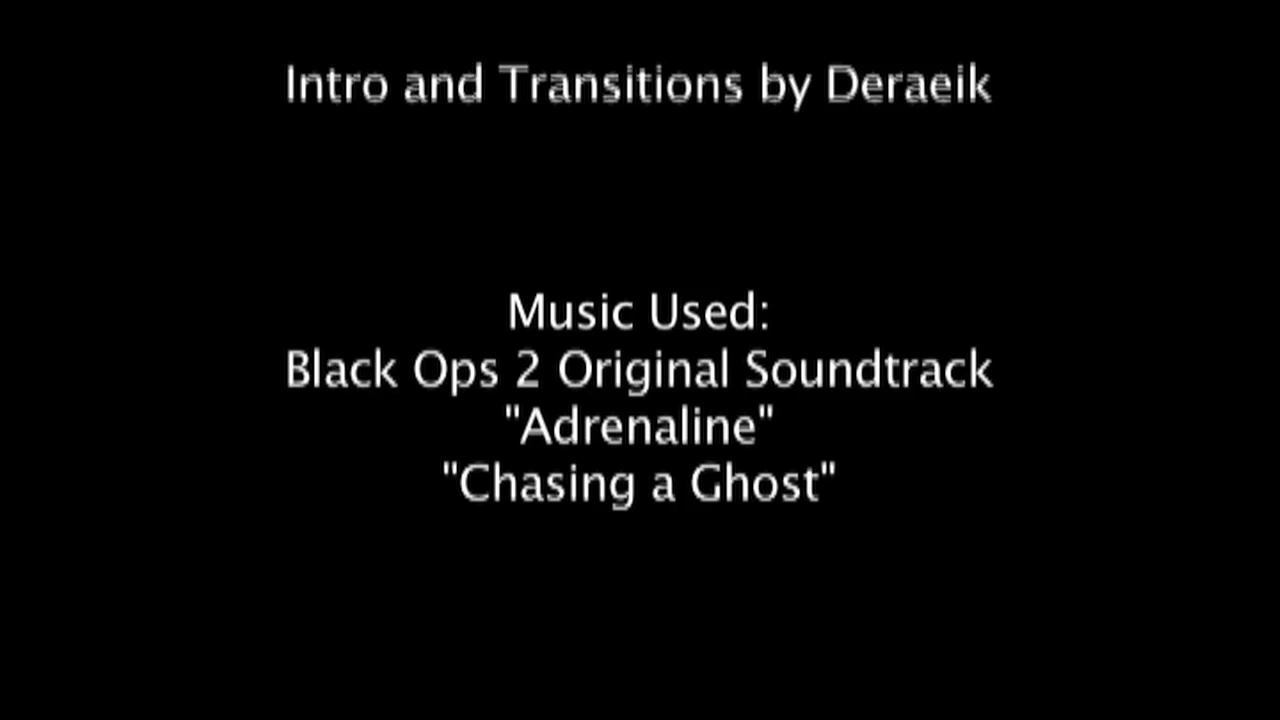 Intro and Transitions by Deraeik
Music Used:
Black Ops 2 Original Soundtrack
"Adrenaline"
"Chasing a Ghost"